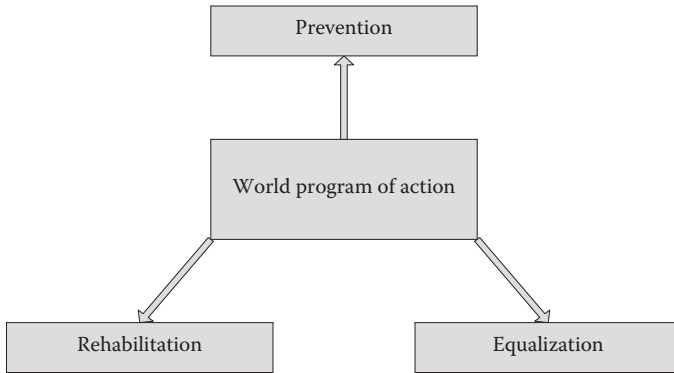 Prevention
World program of action
Rehabilitation
Equalization